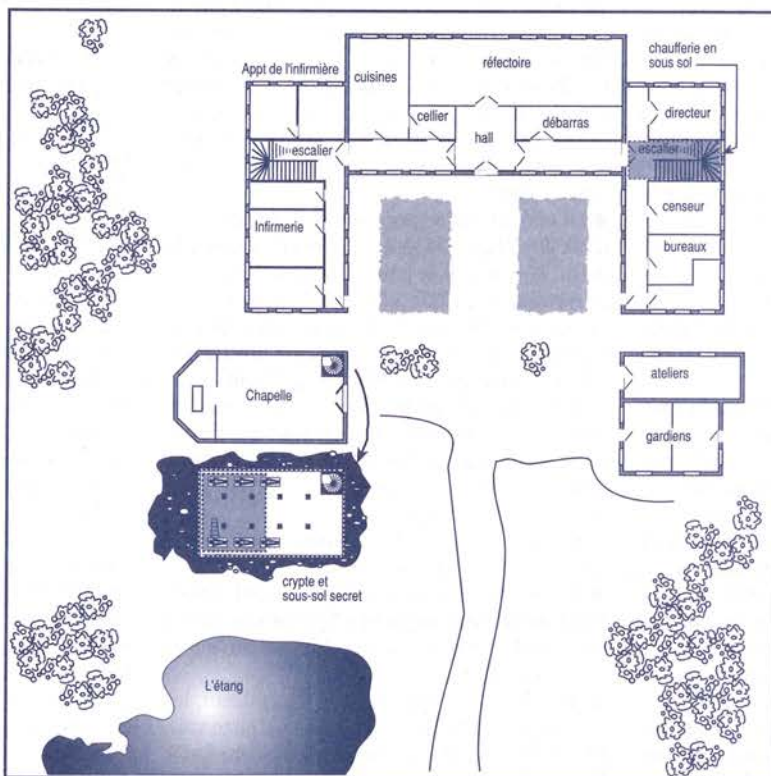 chaufferie en
sous sol
réfectoire
Appt de l'infirmière
cuisines
cellier
débarras
directeur
hall
escalier
escalier
censeur
Infirmerie
bureaux
ateliers
Chapelle
gardiens
crypte et
sous-sol secret
L'étang